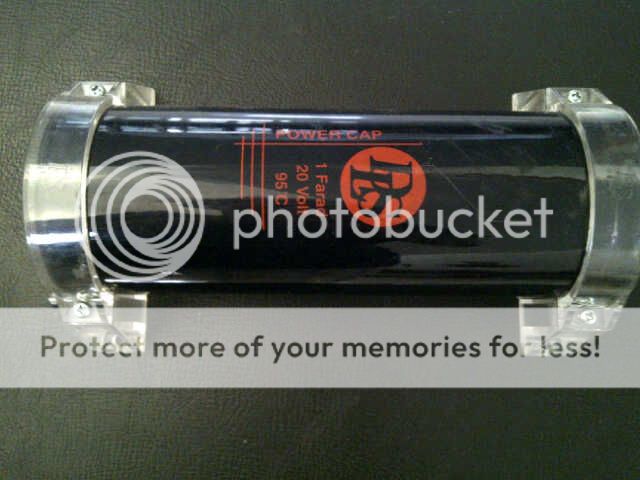 POWER CAP
1 Farad
20 Volt
95°C
photobucket
Protect more of your memories for less!